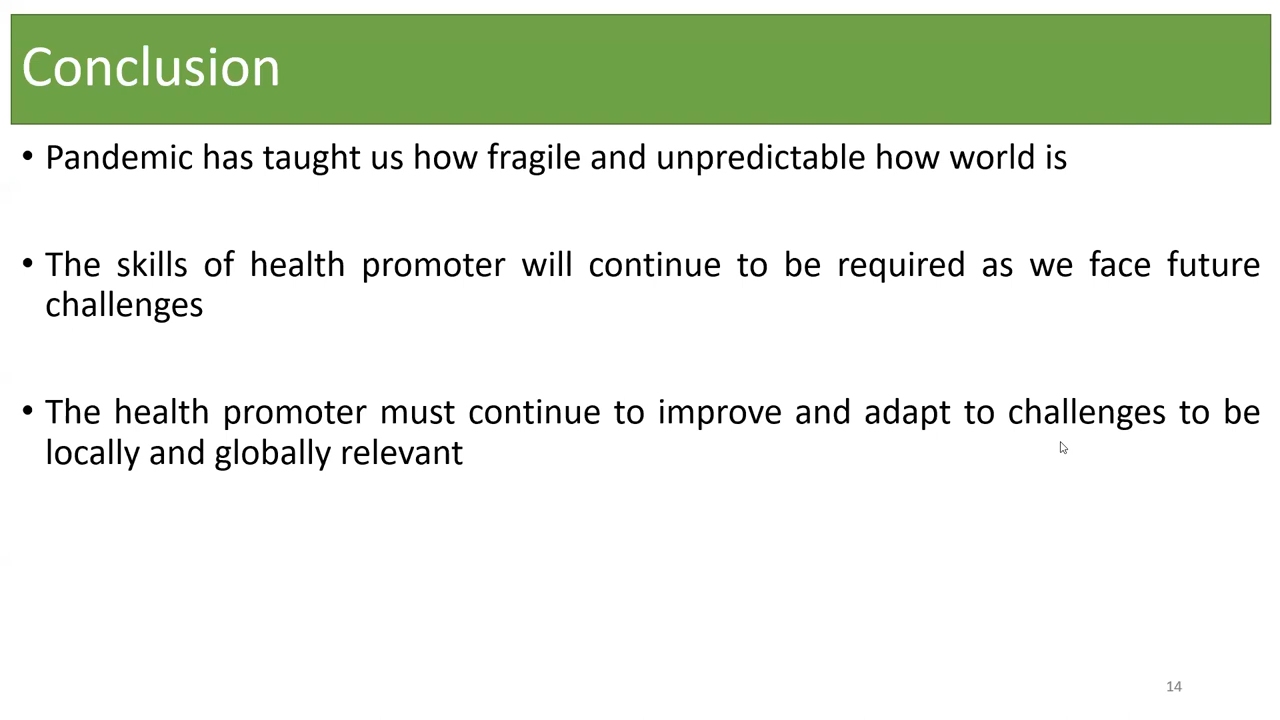 Conclusion
• Pandemic has taught us how fragile and unpredictable how world is
• The skills of health promoter will continue to be required as we face future
challenges
• The health promoter must continue to improve and adapt to challenges to be
locally and globally relevant
14